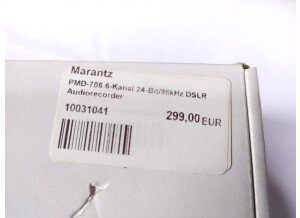 Marantz
PMD-706 6-Kanal 24-Bit/96kHz DSLR
Audiorecorder
10031041
299,00 EUR